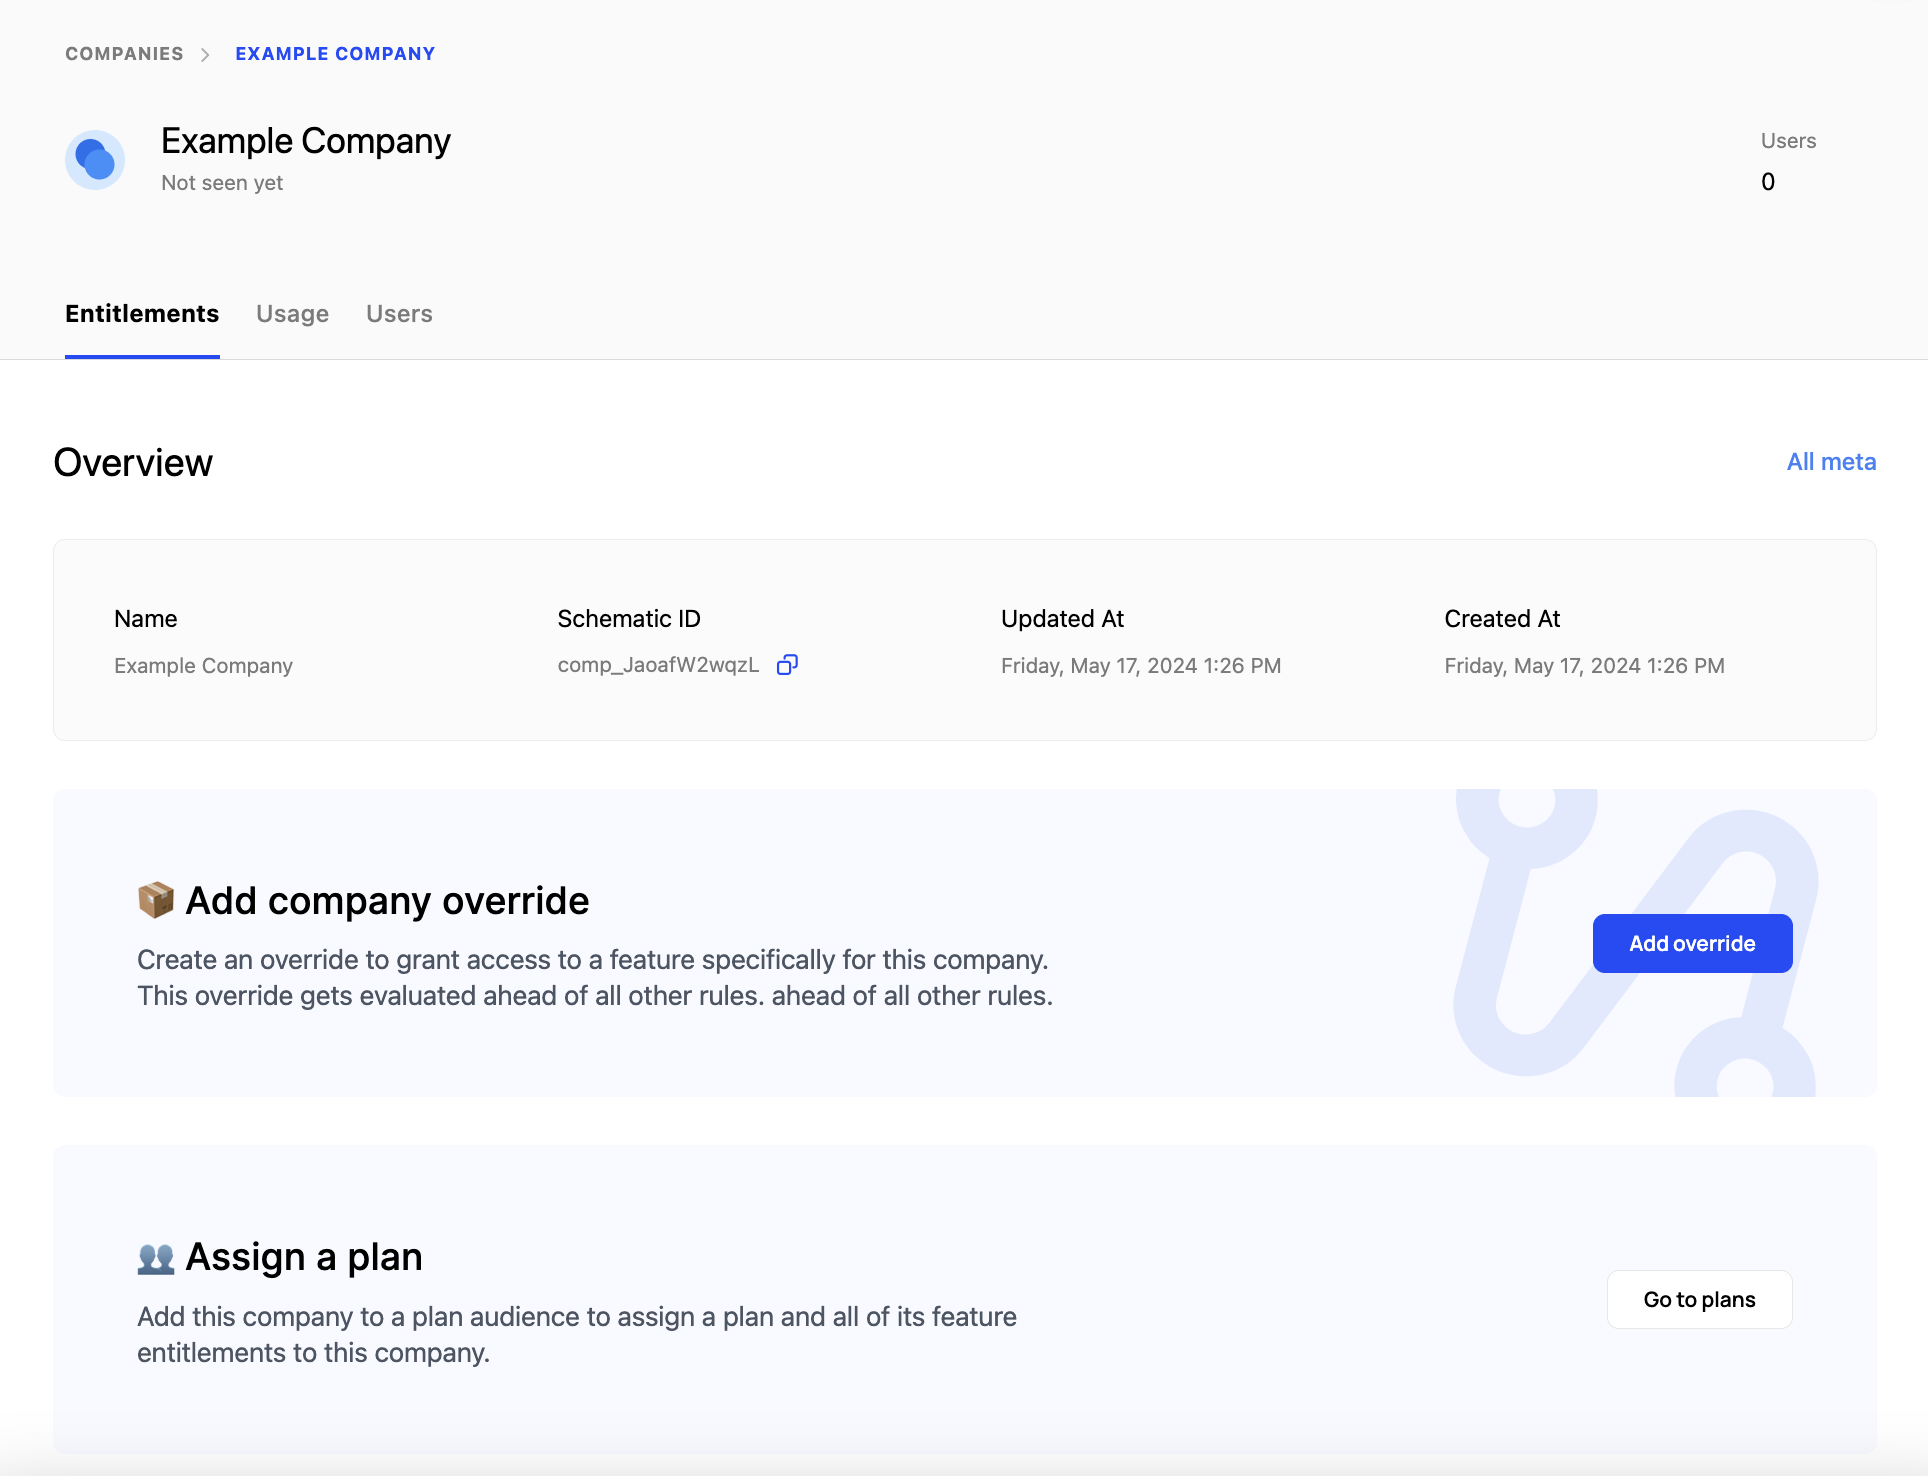 COMPANIES EXAMPLE COMPANY
Example Company
Not seen yet
Users
0
Entitlements Usage Users
Overview
All meta
Name
Example Company
Schematic ID
comp_JaoafW2wqzL
Updated At
Friday, May 17, 2024 1:26 PM
Created At
Friday, May 17, 2024 1:26 PM
📦 Add company override
Create an override to grant access to a feature specifically for this company.
This override gets evaluated ahead of all other rules. ahead of all other rules.
Add override
👥 Assign a plan
Add this company to a plan audience to assign a plan and all of its feature
entitlements to this company.
Go to plans